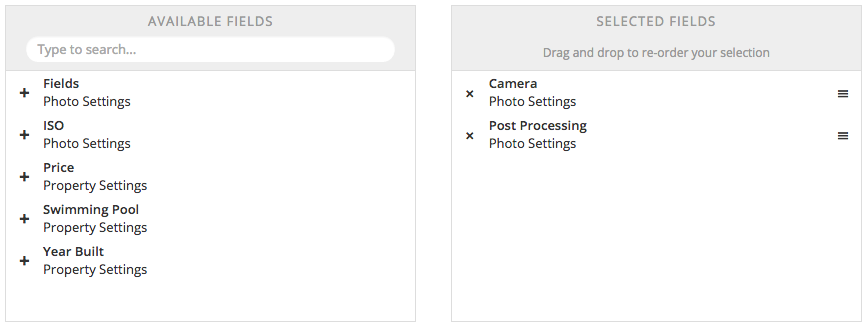 AVAILABLE FIELDS
Type to search...
Fields
Photo Settings
ISO
Photo Settings
Price
Property Settings
Swimming Pool
Property Settings
Year Built
Property Settings
SELECTED FIELDS
Drag and drop to re-order your selection
Camera
Photo Settings
Post Processing
Photo Settings